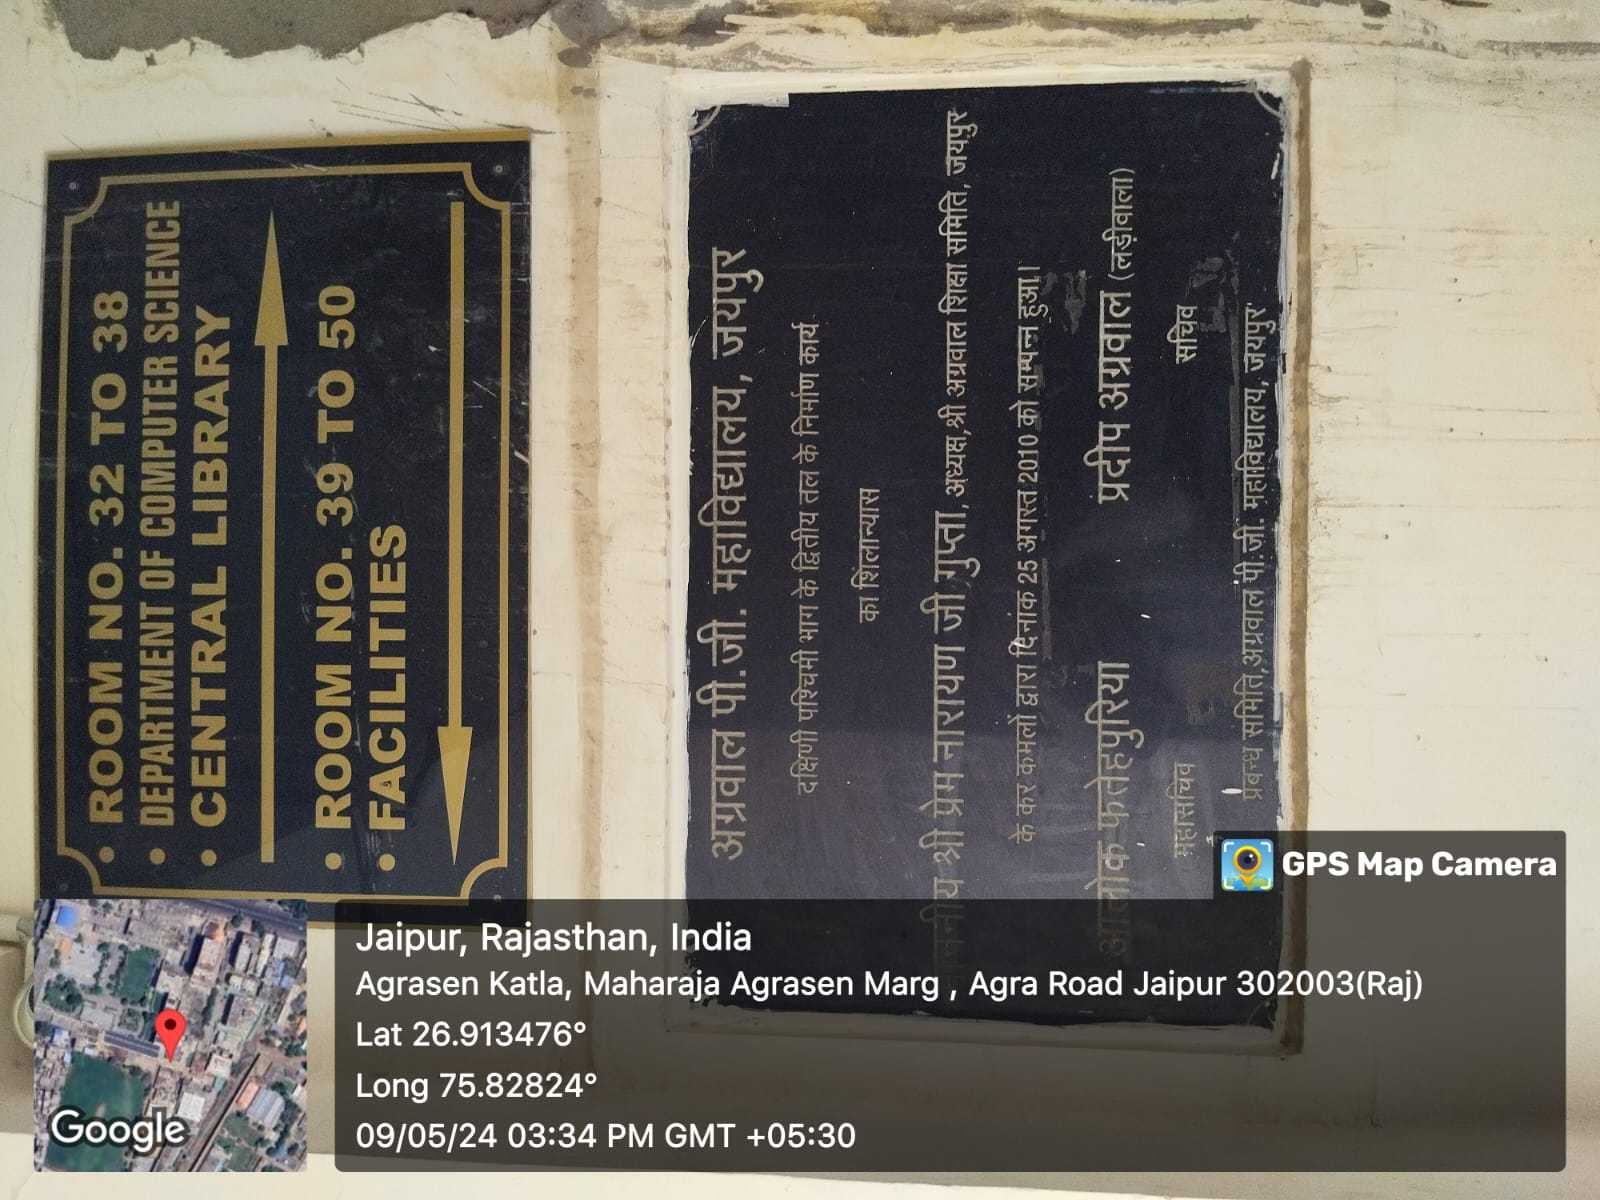 ROOM NO. 32 TO 38
DEPARTMENT OF COMPUTER SCIENCE
CENTRAL LIBRARY
ROOM NO. 39 TO 50
FACILITIES
अग्रवाल पी.जी. महाविद्यालय, जयपुर
दक्षिणी पश्चिमी भाग के द्वितीय तल के निर्माण कार्य
का शिलान्यास
श्री प्रेम नारायण जी गुप्ता, अध्यक्ष, श्री अग्रवाल शिक्षा समिति, जयपुर
के कर कमलों द्वारा दिनांक 25 अगस्त 2010 को सम्पन्न हुआ।
आलोक फतेहपुरिया प्रदीप अग्रवाल (लड़ीवाला)
महासचिव सचिव
प्रबन्ध समिति, अग्रवाल पी.जी. महाविद्यालय, जयपुर
GPS Map Camera
Jaipur, Rajasthan, India
Agrasen Katla, Maharaja Agrasen Marg , Agra Road Jaipur 302003(Raj)
Lat 26.913476°
Long 75.82824°
09/05/24 03:34 PM GMT +05:30
Google